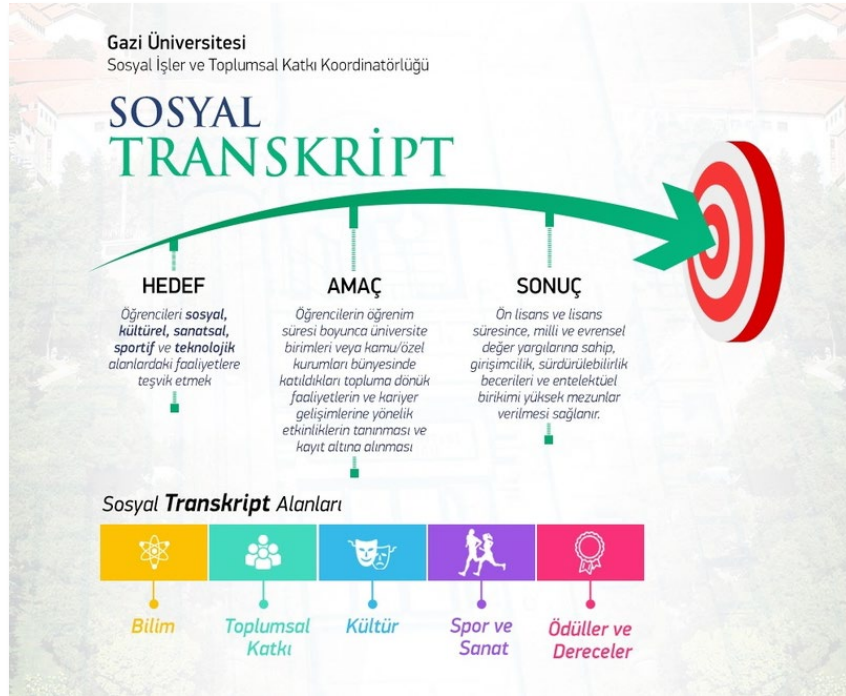 Gazi Üniversitesi
Sosyal İşler ve Toplumsal Katkı Koordinatörlüğü
SOSYAL
TRANSKRİPT
HEDEF
Öğrencileri sosyal,
kültürel, sanatsal,
sportif ve teknolojik
alanlardaki faaliyetlere
teşvik etmek
AMAÇ
Öğrencilerin öğrenim
süresi boyunca üniversite
birimleri veya kamu/özel
kurumları bünyesinde
katıldıkları topluma dönük
faaliyetlerin ve kariyer
gelişimlerine yönelik
etkinliklerin tanınması ve
kayıt altına alınması
SONUÇ
Ön lisans ve lisans
süresince, milli ve evrensel
değer yargılarına sahip,
girişimcilik, sürdürülebilirlik
becerileri ve entelektüel
birikimi yüksek mezunlar
verilmesi sağlanır.
Sosyal Transkript Alanları
Bilim
Toplumsal
Katkı
Kültür
Spor ve
Sanat
Ödüller ve
Dereceler